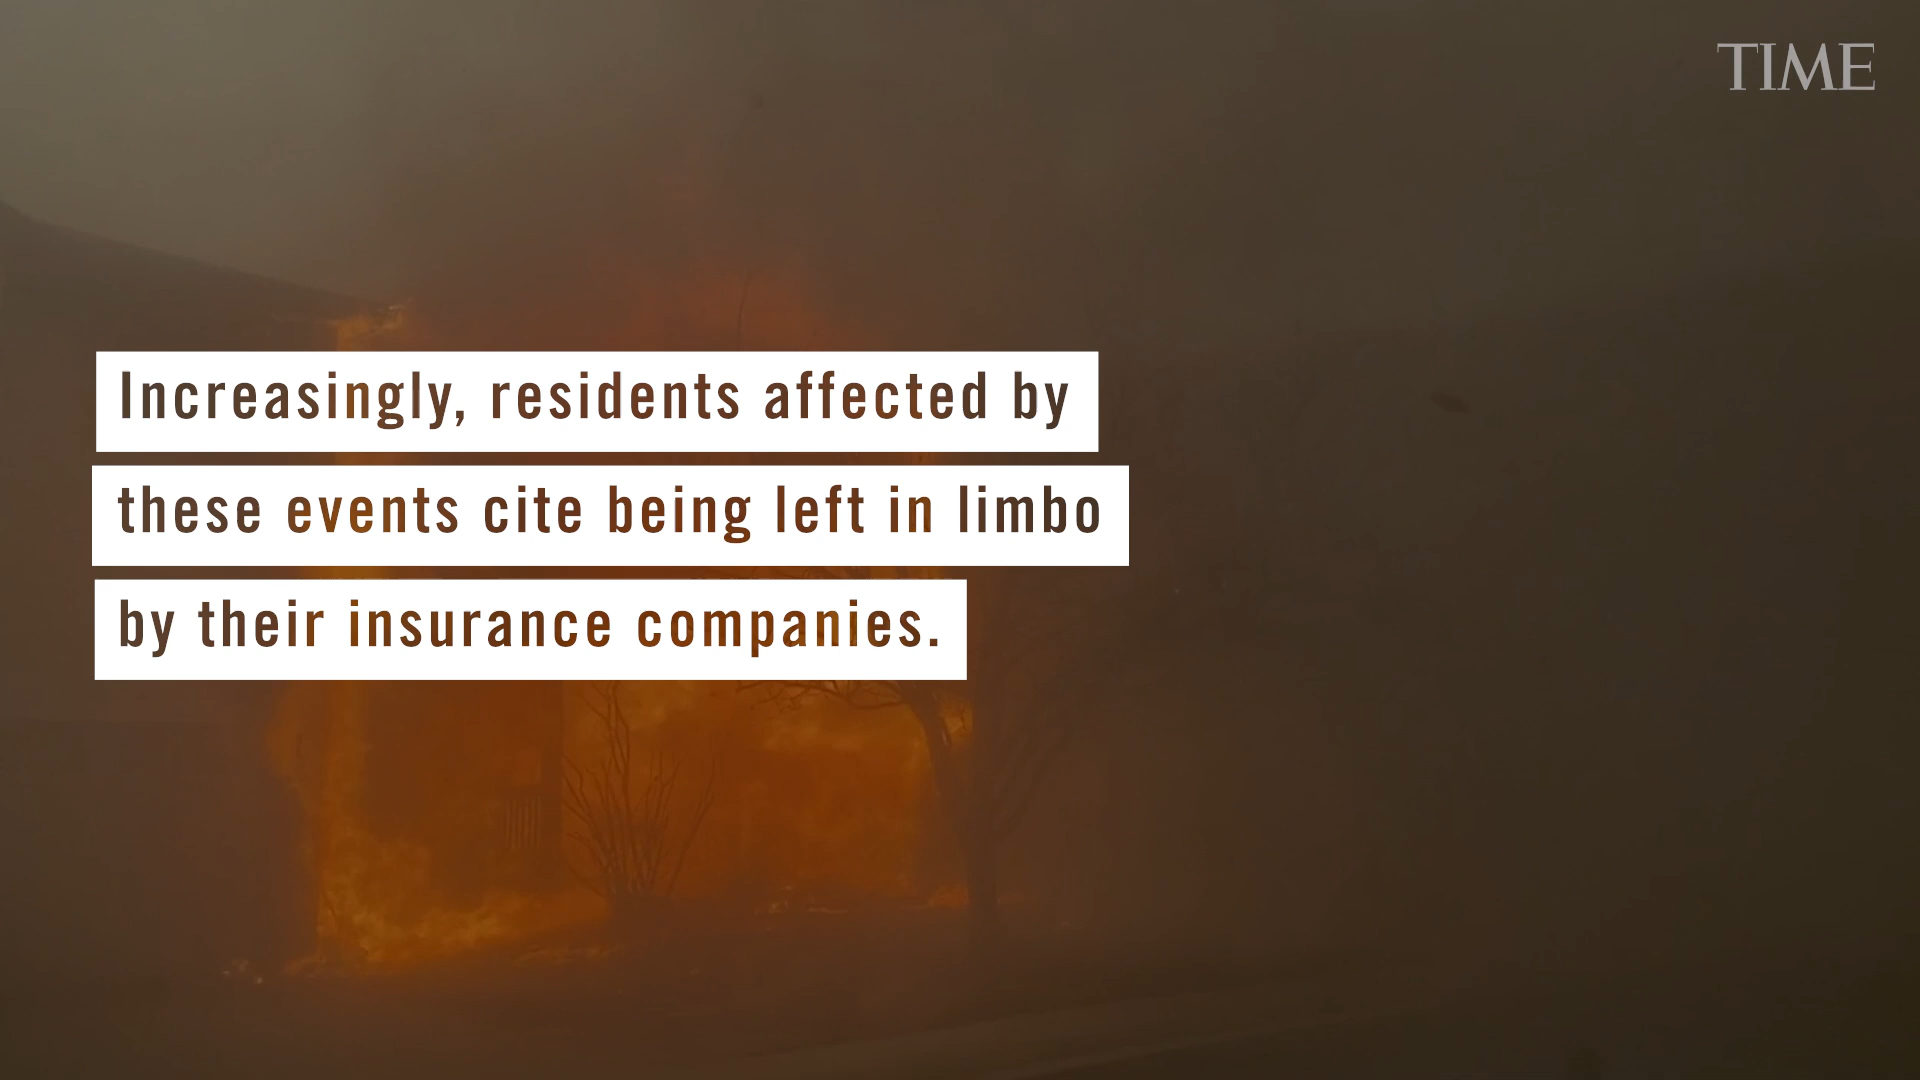 TIME
Increasingly, residents affected by
these events cite being left in limbo
by their insurance companies.